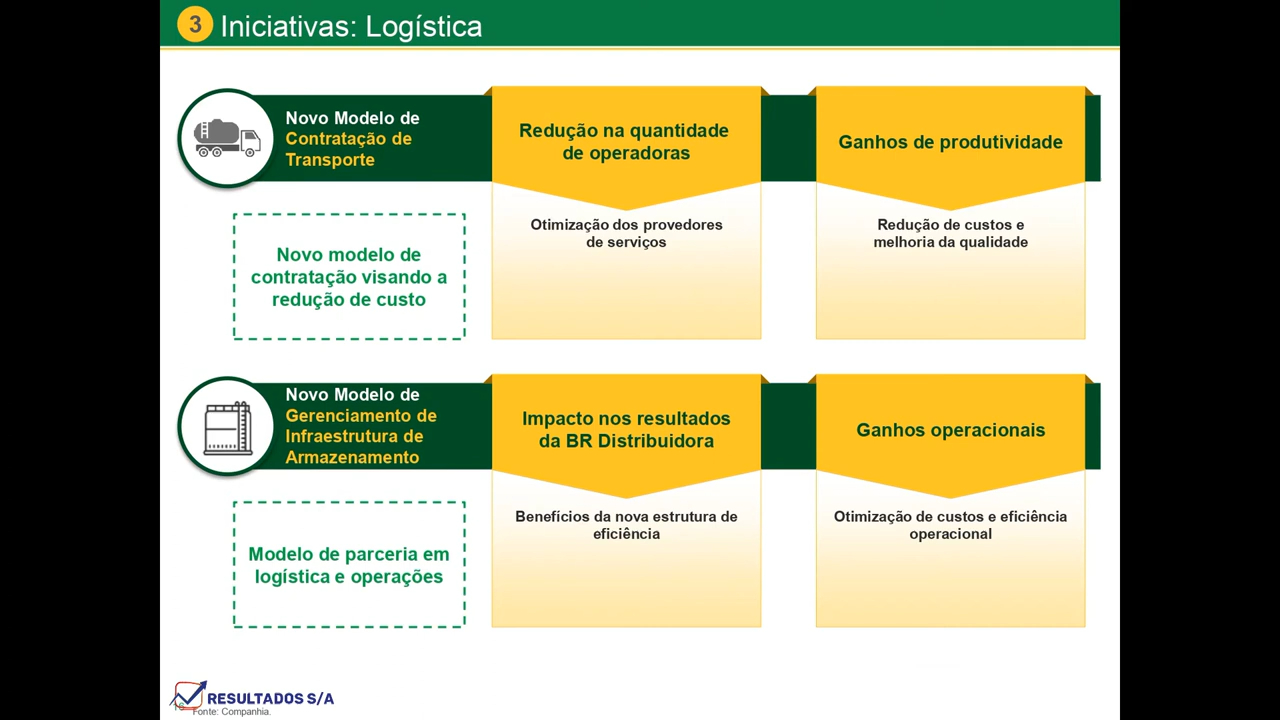 3 Iniciativas: Logística
Novo Modelo de
Contratação de
Transporte
Redução na quantidade
de operadoras
Ganhos de produtividade
Novo modelo de
contratação visando a
redução de custo
Otimização dos provedores
de serviços
Redução de custos e
melhoria da qualidade
Novo Modelo de
Gerenciamento de
Infraestrutura de
Armazenamento
Impacto nos resultados
da BR Distribuidora
Ganhos operacionais
Modelo de parceria em
logística e operações
Benefícios da nova estrutura de
eficiência
Otimização de custos e eficiência
operacional
RESULTADOS S/A
Fonte: Companhia.